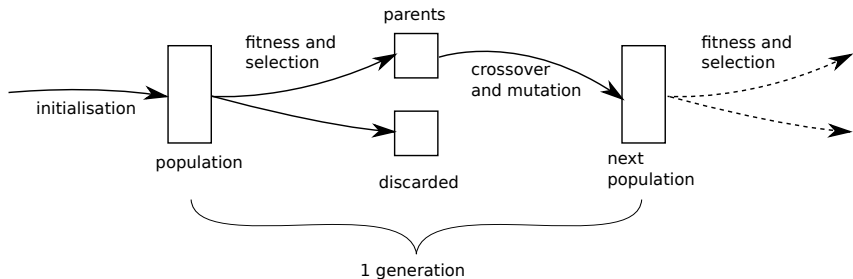 parents
fitness and
selection
fitness and
selection
crossover
and mutation
initialisation
population
next
population
discarded
1 generation